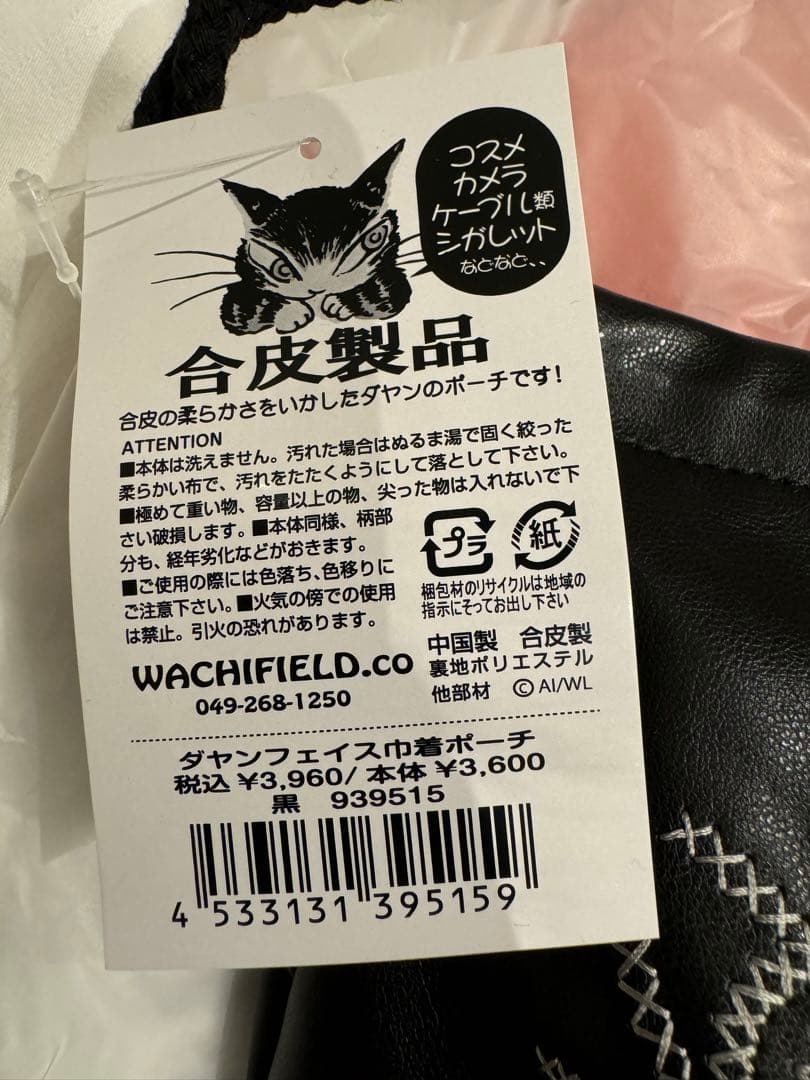 コスメ
カメラ
ケーブル類
シガレット
などなど、、
合皮製品
合皮の柔らかさをいかしたダヤンのポーチです!
ATTENTION
■本体は洗えません。汚れた場合はぬるま湯で固く絞った
柔らかい布で、汚れをたたくようにして落として下さい。
■極めて重い物、容量以上の物、尖った物は入れないで下
さい破損します。■本体同様、柄部
分も、経年劣化などがおきます。
■ご使用の際には色落ち、色移りに
ご注意下さい。■火気の傍での使用
は禁止。引火の恐れがあります。
プラ
紙
梱包材のリサイクルは地域の
指示にそってお出し下さい
中国製 合皮製
裏地ポリエステル
他部材 ©AI/WL
WACHIFIELD.co
049-268-1250
ダヤンフェイス巾着ポーチ
税込 ¥3,960/ 本体 ¥3,600
黒 939515
4 533131 395159